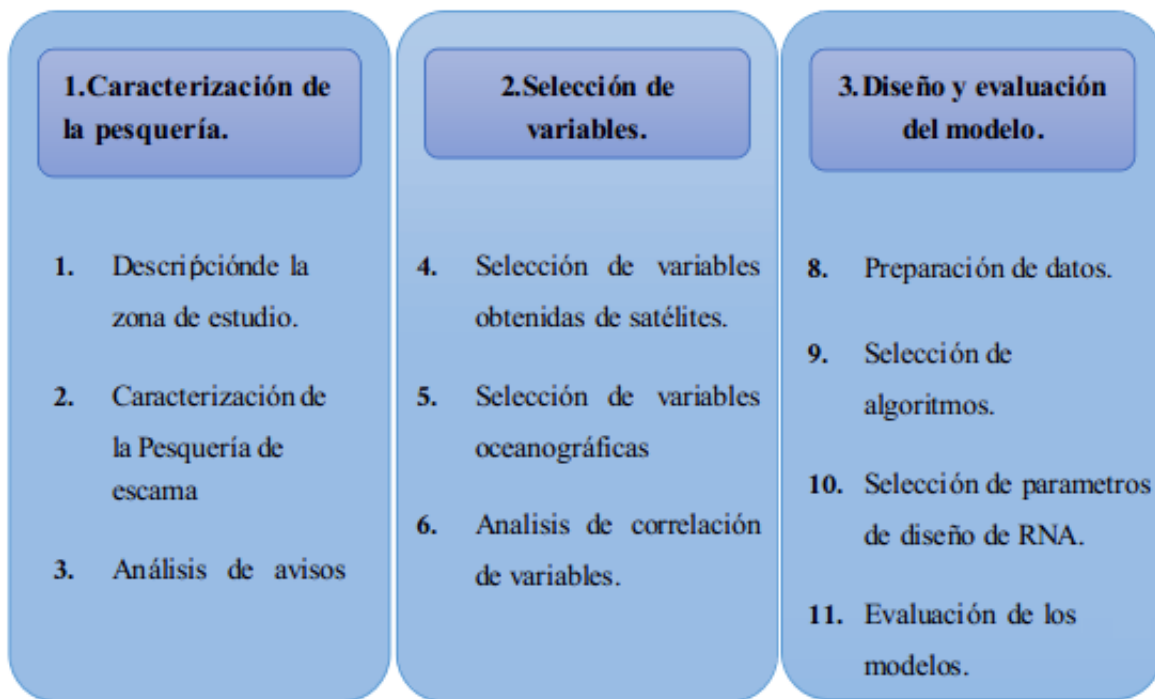 1.Caracterización de
la pesquería.
1. Descripciónde la
zona de estudio.
2. Caracterización de
la Pesquería de
escama
3. Análisis de avisos
2.Selección de
variables.
4. Selección de variables
obtenidas de satélites.
5. Selección de variables
oceanográficas
6. Analisis de correlación
de variables.
3. Diseño y evaluación
del modelo.
8. Preparación de datos.
9. Selección de
algoritmos.
10. Selección de parametros
de diseño de RNA.
11. Evaluación de los
modelos.